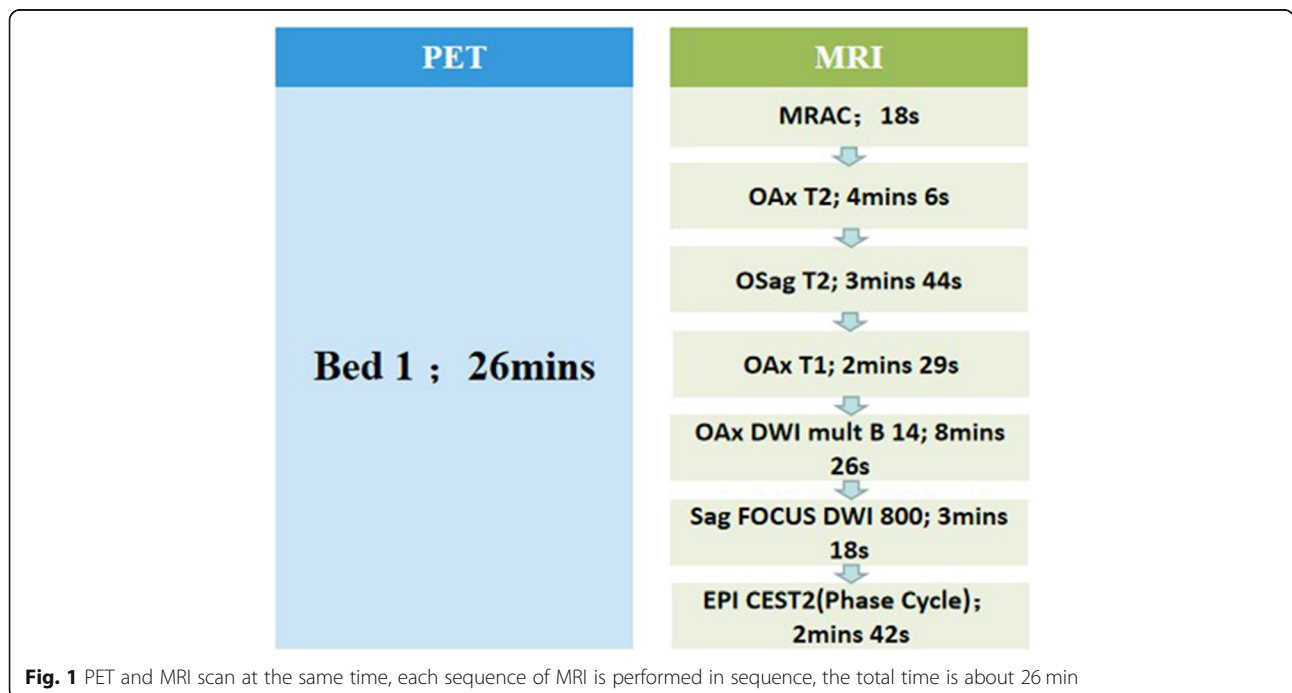 PET
Bed 1 ； 26mins
MRI
MRAC； 18s
OAx T2; 4mins 6s
OSag T2; 3mins 44s
OAx T1; 2mins 29s
OAx DWI mult B 14; 8mins
26s
Sag FOCUS DWI 800; 3mins
18s
EPI CEST2(Phase Cycle)；
2mins 42s
Fig. 1 PET and MRI scan at the same time, each sequence of MRI is performed in sequence, the total time is about 26 min